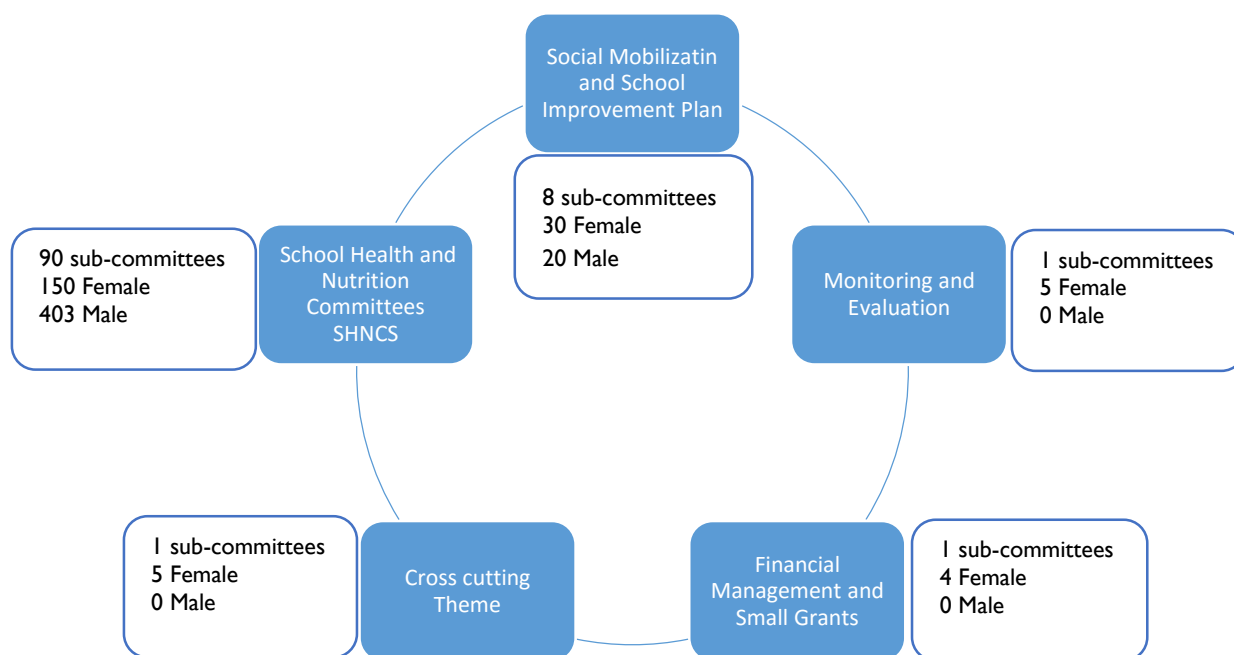 Social Mobilizatin
and School
Improvement Plan
8 sub-committees
30 Female
20 Male
90 sub-committees
150 Female
403 Male
School Health and
Nutrition
Committees
SHNCS
Monitoring and
Evaluation
1 sub-committees
5 Female
0 Male
1 sub-committees
5 Female
0 Male
Cross cutting
Theme
Financial
Management and
Small Grants
1 sub-committees
4 Female
0 Male